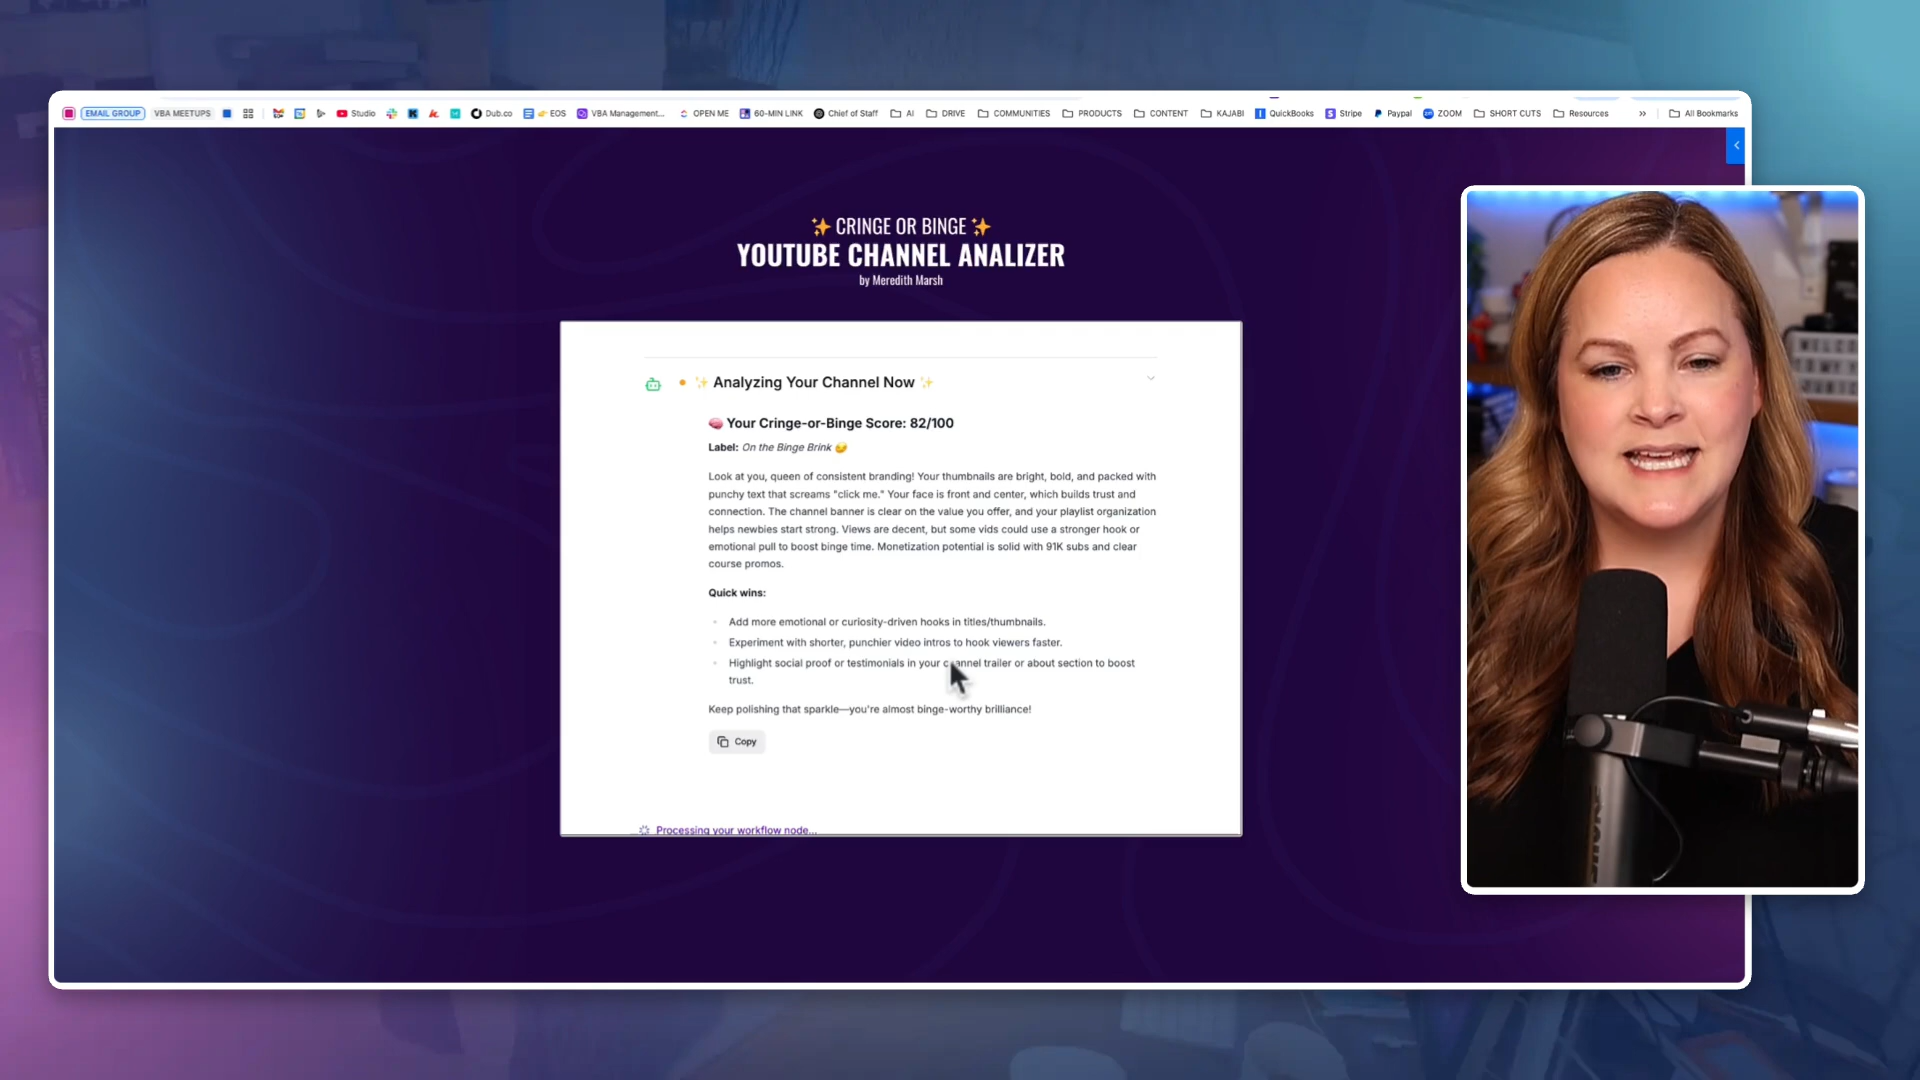 EMAIL GROUP VBA MEETUPS Studio Dub.co EOS VBA Management... OPEN ME 60-MIN LINK Chief of Staff AI DRIVE COMMUNITIES PRODUCTS CONTENT KAJABI QuickBooks Stripe Paypal ZOOM SHORT CUTS Resources » All Bookmarks
✨ CRINGE OR BINGE ✨
YOUTUBE CHANNEL ANALIZER
by Meredith Marsh
✨ Analyzing Your Channel Now ✨
🧠 Your Cringe-or-Binge Score: 82/100
Label: On the Binge Brink 😏
Look at you, queen of consistent branding! Your thumbnails are bright, bold, and packed with
punchy text that screams "click me." Your face is front and center, which builds trust and
connection. The channel banner is clear on the value you offer, and your playlist organization
helps newbies start strong. Views are decent, but some vids could use a stronger hook or
emotional pull to boost binge time. Monetization potential is solid with 91K subs and clear
course promos.
Quick wins:
Add more emotional or curiosity-driven hooks in titles/thumbnails.
Experiment with shorter, punchier video intros to hook viewers faster.
Highlight social proof or testimonials in your channel trailer or about section to boost
trust.
Keep polishing that sparkle—you're almost binge-worthy brilliance!
Copy
Processing your workflow node...